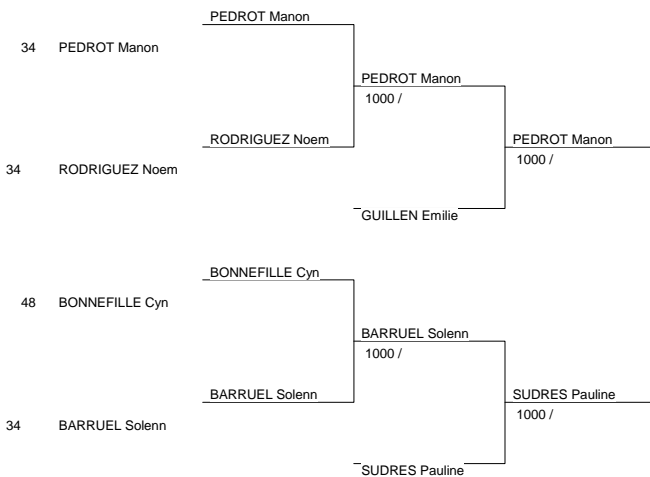 PEDROT Manon
34 PEDROT Manon
PEDROT Manon
1000 /
RODRIGUEZ Noem
PEDROT Manon
1000 /
34 RODRIGUEZ Noem
GUILLEN Emilie
BONNEFILLE Cyn
48 BONNEFILLE Cyn
BARRUEL Solenn
1000 /
BARRUEL Solenn
SUDRES Pauline
1000 /
34 BARRUEL Solenn
SUDRES Pauline